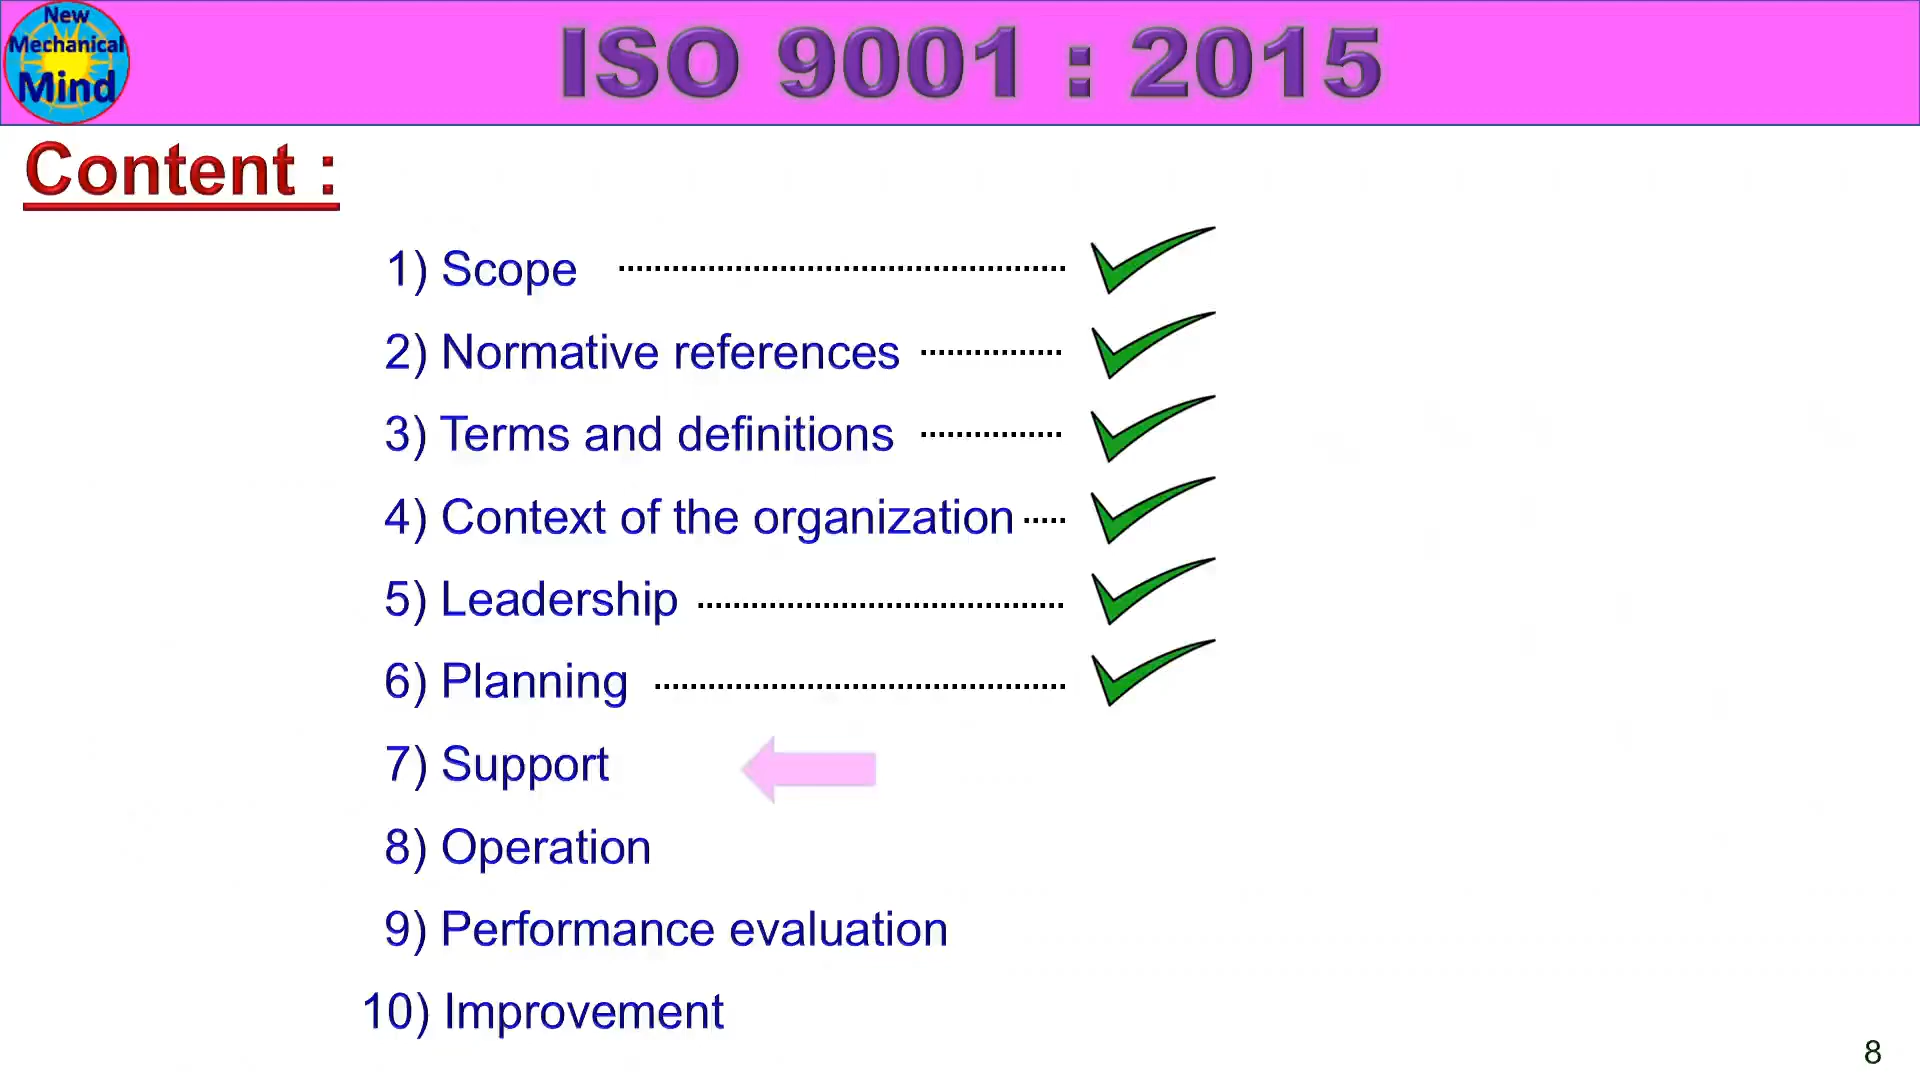 New
Mechanical
Mind
ISO 9001 : 2015
Content :
1) Scope
2) Normative references
3) Terms and definitions
4) Context of the organization
5) Leadership
6) Planning
7) Support
8) Operation
9) Performance evaluation
10) Improvement
8